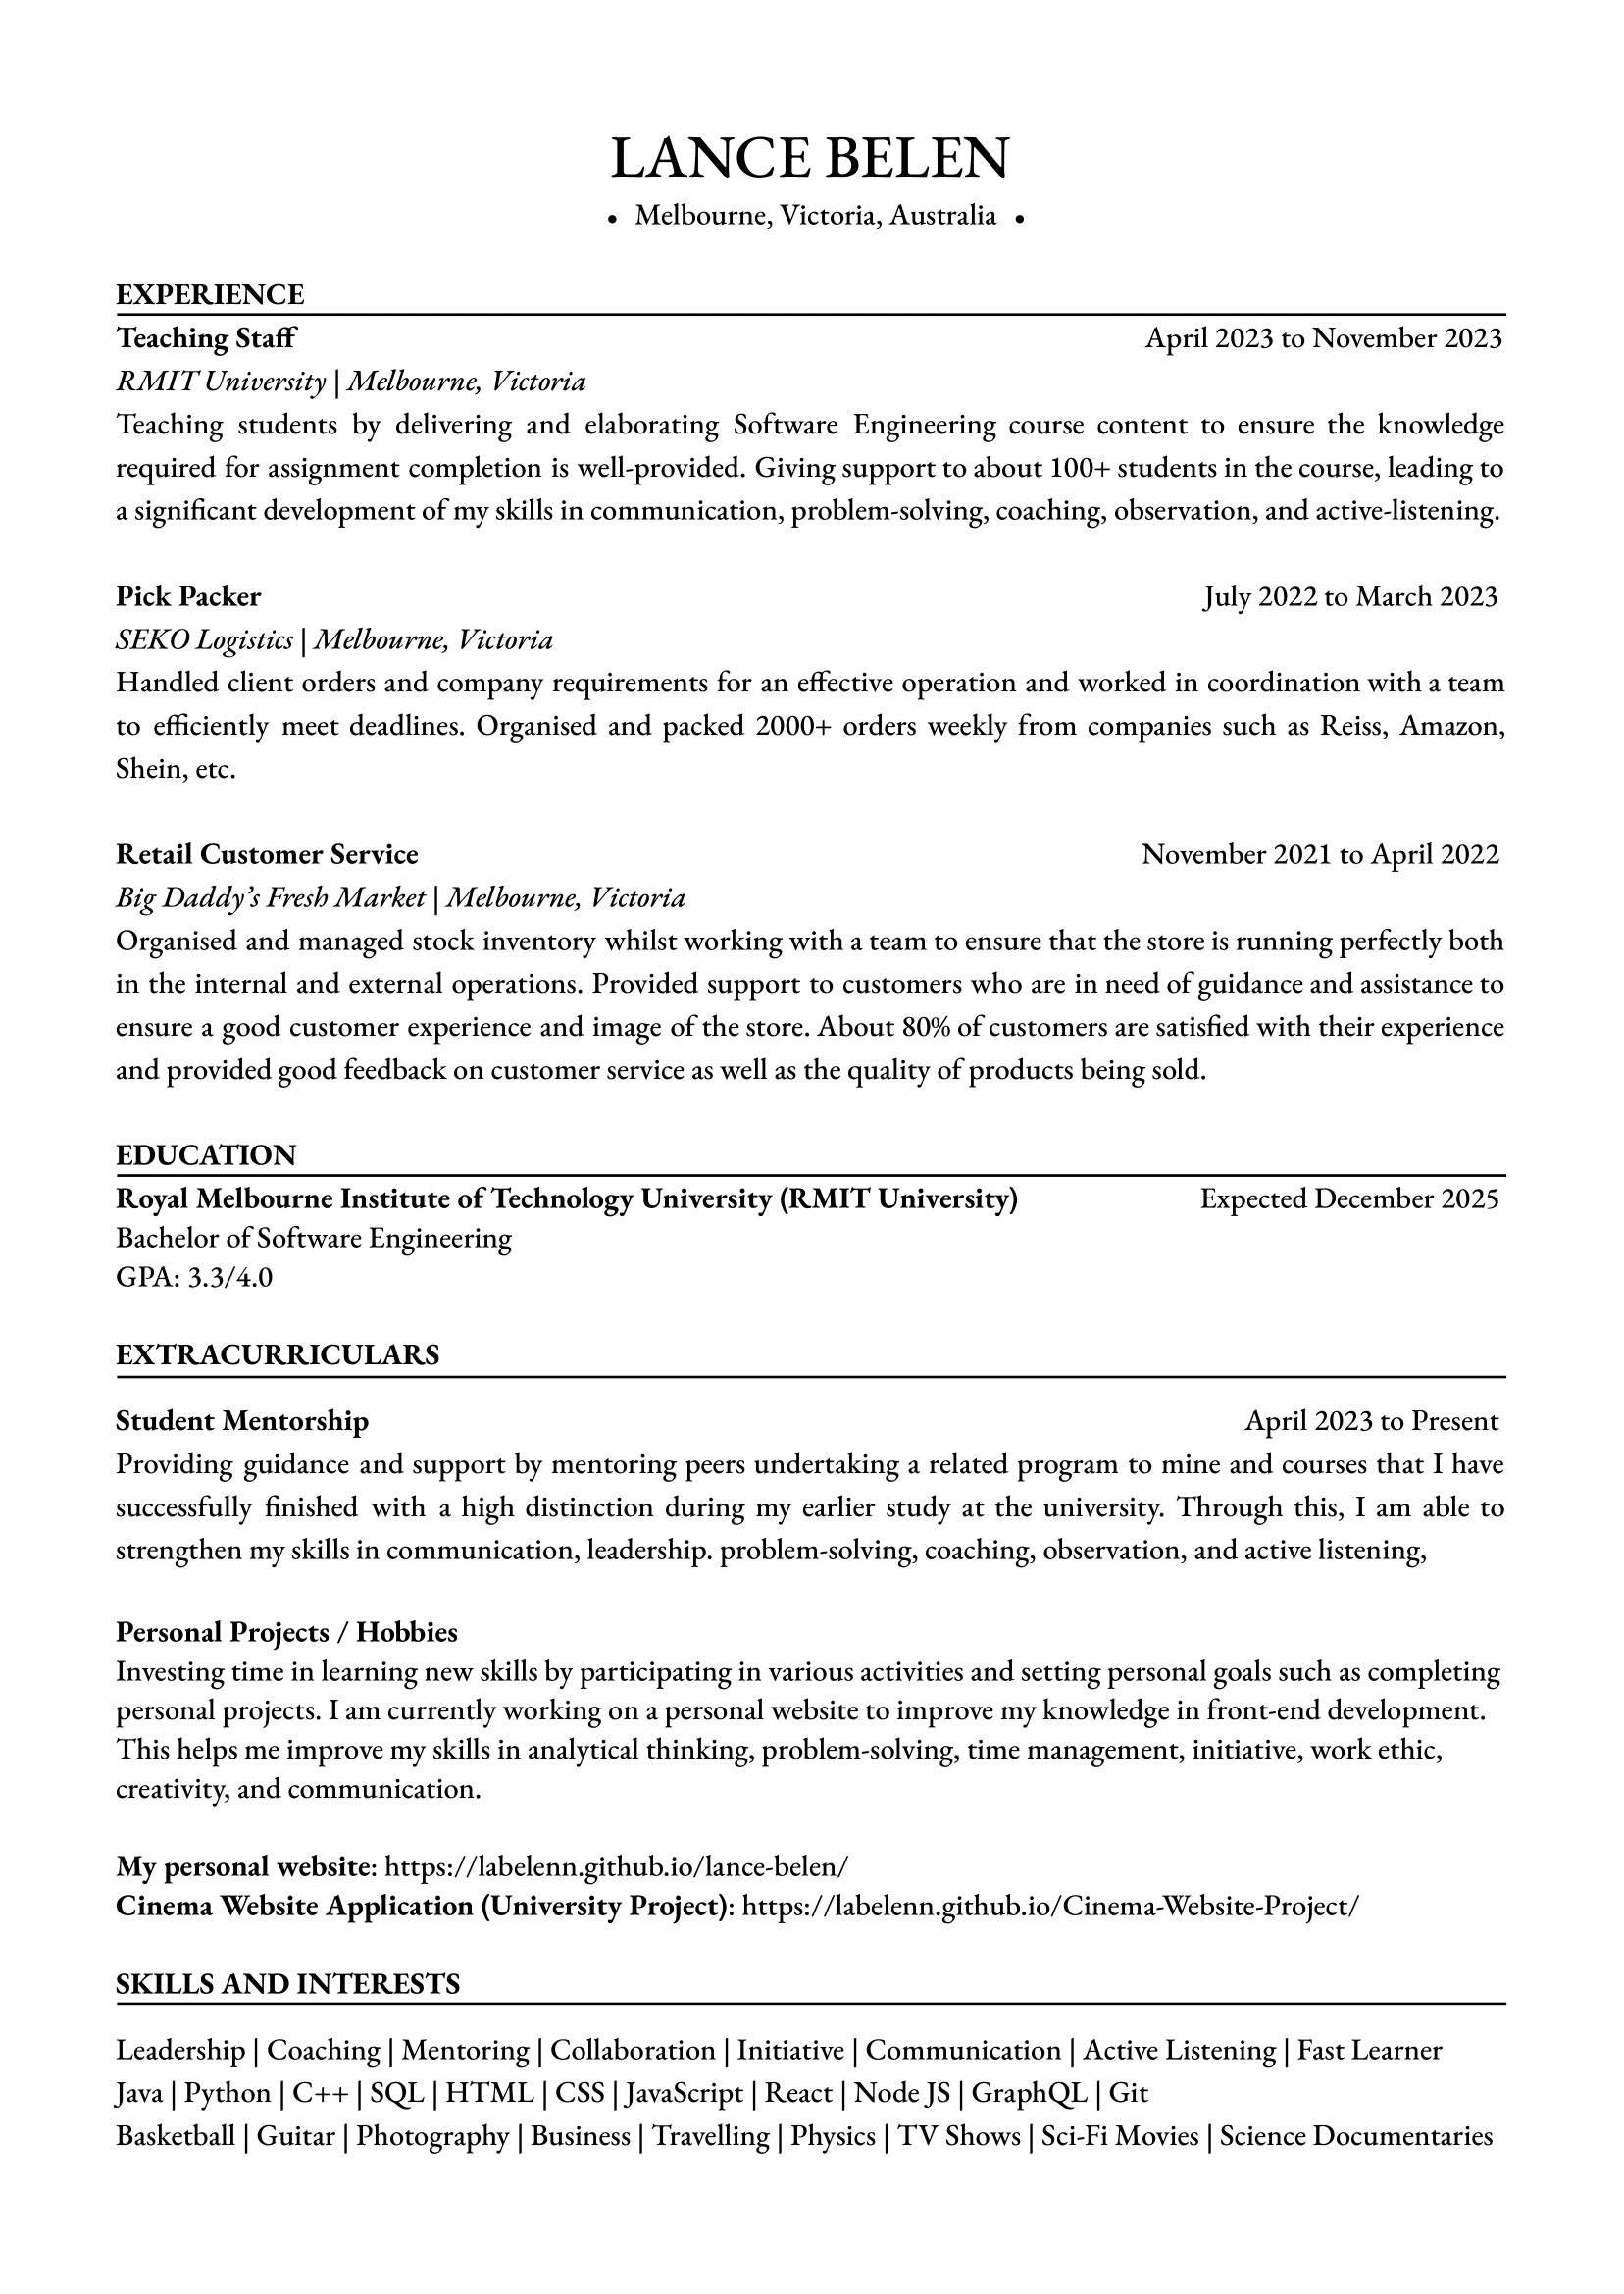 LANCE BELEN
• Melbourne, Victoria, Australia •
EXPERIENCE
Teaching Staff April 2023 to November 2023
RMIT University | Melbourne, Victoria
Teaching students by delivering and elaborating Software Engineering course content to ensure the knowledge
required for assignment completion is well-provided. Giving support to about 100+ students in the course, leading to
a significant development of my skills in communication, problem-solving, coaching, observation, and active-listening.
Pick Packer July 2022 to March 2023
SEKO Logistics | Melbourne, Victoria
Handled client orders and company requirements for an effective operation and worked in coordination with a team
to efficiently meet deadlines. Organised and packed 2000+ orders weekly from companies such as Reiss, Amazon,
Shein, etc.
Retail Customer Service November 2021 to April 2022
Big Daddy’s Fresh Market | Melbourne, Victoria
Organised and managed stock inventory whilst working with a team to ensure that the store is running perfectly both
in the internal and external operations. Provided support to customers who are in need of guidance and assistance to
ensure a good customer experience and image of the store. About 80% of customers are satisfied with their experience
and provided good feedback on customer service as well as the quality of products being sold.
EDUCATION
Royal Melbourne Institute of Technology University (RMIT University) Expected December 2025
Bachelor of Software Engineering
GPA: 3.3/4.0
EXTRACURRICULARS
Student Mentorship April 2023 to Present
Providing guidance and support by mentoring peers undertaking a related program to mine and courses that I have
successfully finished with a high distinction during my earlier study at the university. Through this, I am able to
strengthen my skills in communication, leadership. problem-solving, coaching, observation, and active listening,
Personal Projects / Hobbies
Investing time in learning new skills by participating in various activities and setting personal goals such as completing
personal projects. I am currently working on a personal website to improve my knowledge in front-end development.
This helps me improve my skills in analytical thinking, problem-solving, time management, initiative, work ethic,
creativity, and communication.
My personal website: https://labelenn.github.io/lance-belen/
Cinema Website Application (University Project): https://labelenn.github.io/Cinema-Website-Project/
SKILLS AND INTERESTS
Leadership | Coaching | Mentoring | Collaboration | Initiative | Communication | Active Listening | Fast Learner
Java | Python | C++ | SQL | HTML | CSS | JavaScript | React | Node JS | GraphQL | Git
Basketball | Guitar | Photography | Business | Travelling | Physics | TV Shows | Sci-Fi Movies | Science Documentaries